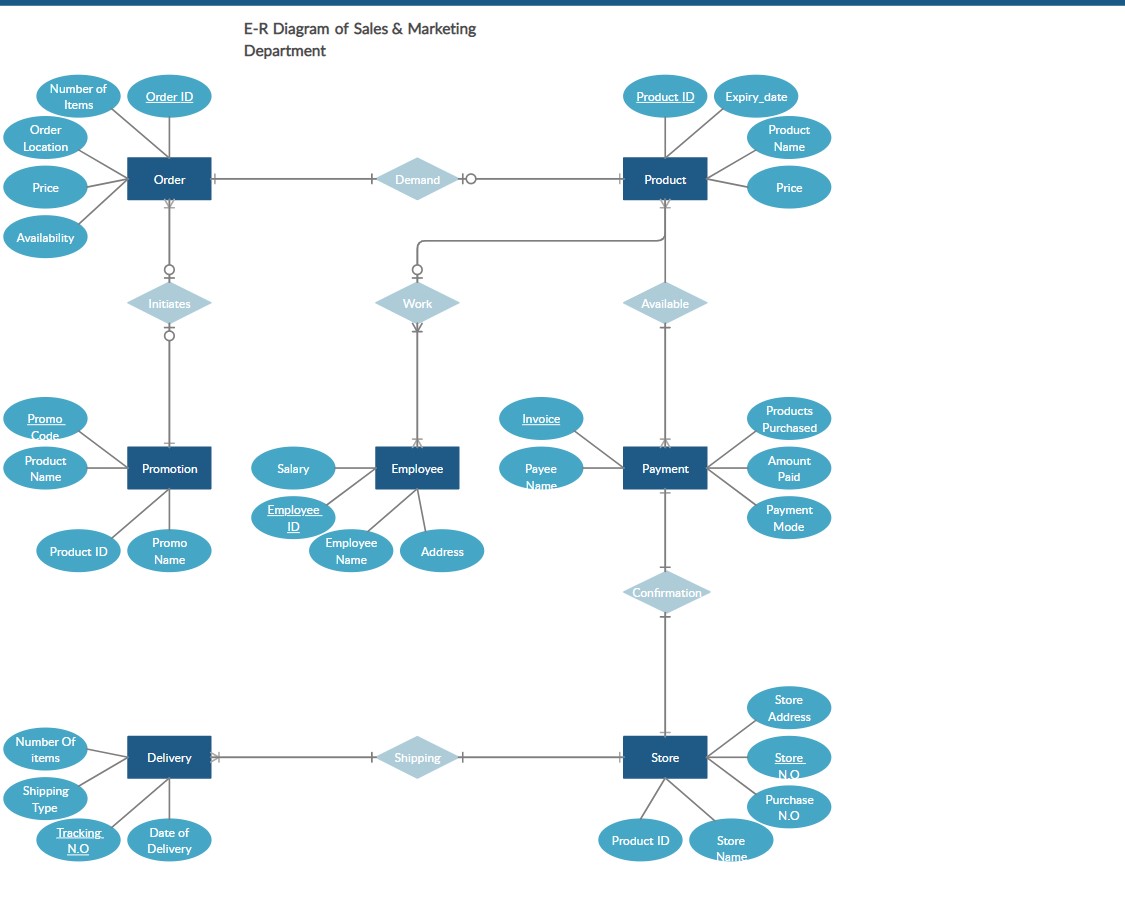 E-R Diagram of Sales & Marketing
Department
Number of
Items
Order ID
Product ID
Expiry_date
Order
Location
Product
Name
Order
Demand
Product
Price
Price
Availability
Initiates
Work
Available
Promo
Code
Invoice
Products
Purchased
Product
Name
Promotion
Salary
Employee
Payee
Name
Payment
Amount
Paid
Employee
ID
Payment
Mode
Product ID
Promo
Name
Employee
Name
Address
Confirmation
Store
Address
Number Of
items
Delivery
Shipping
Store
Store
N.O
Shipping
Type
Purchase
N.O
Tracking
N.O
Date of
Delivery
Product ID
Store
Name